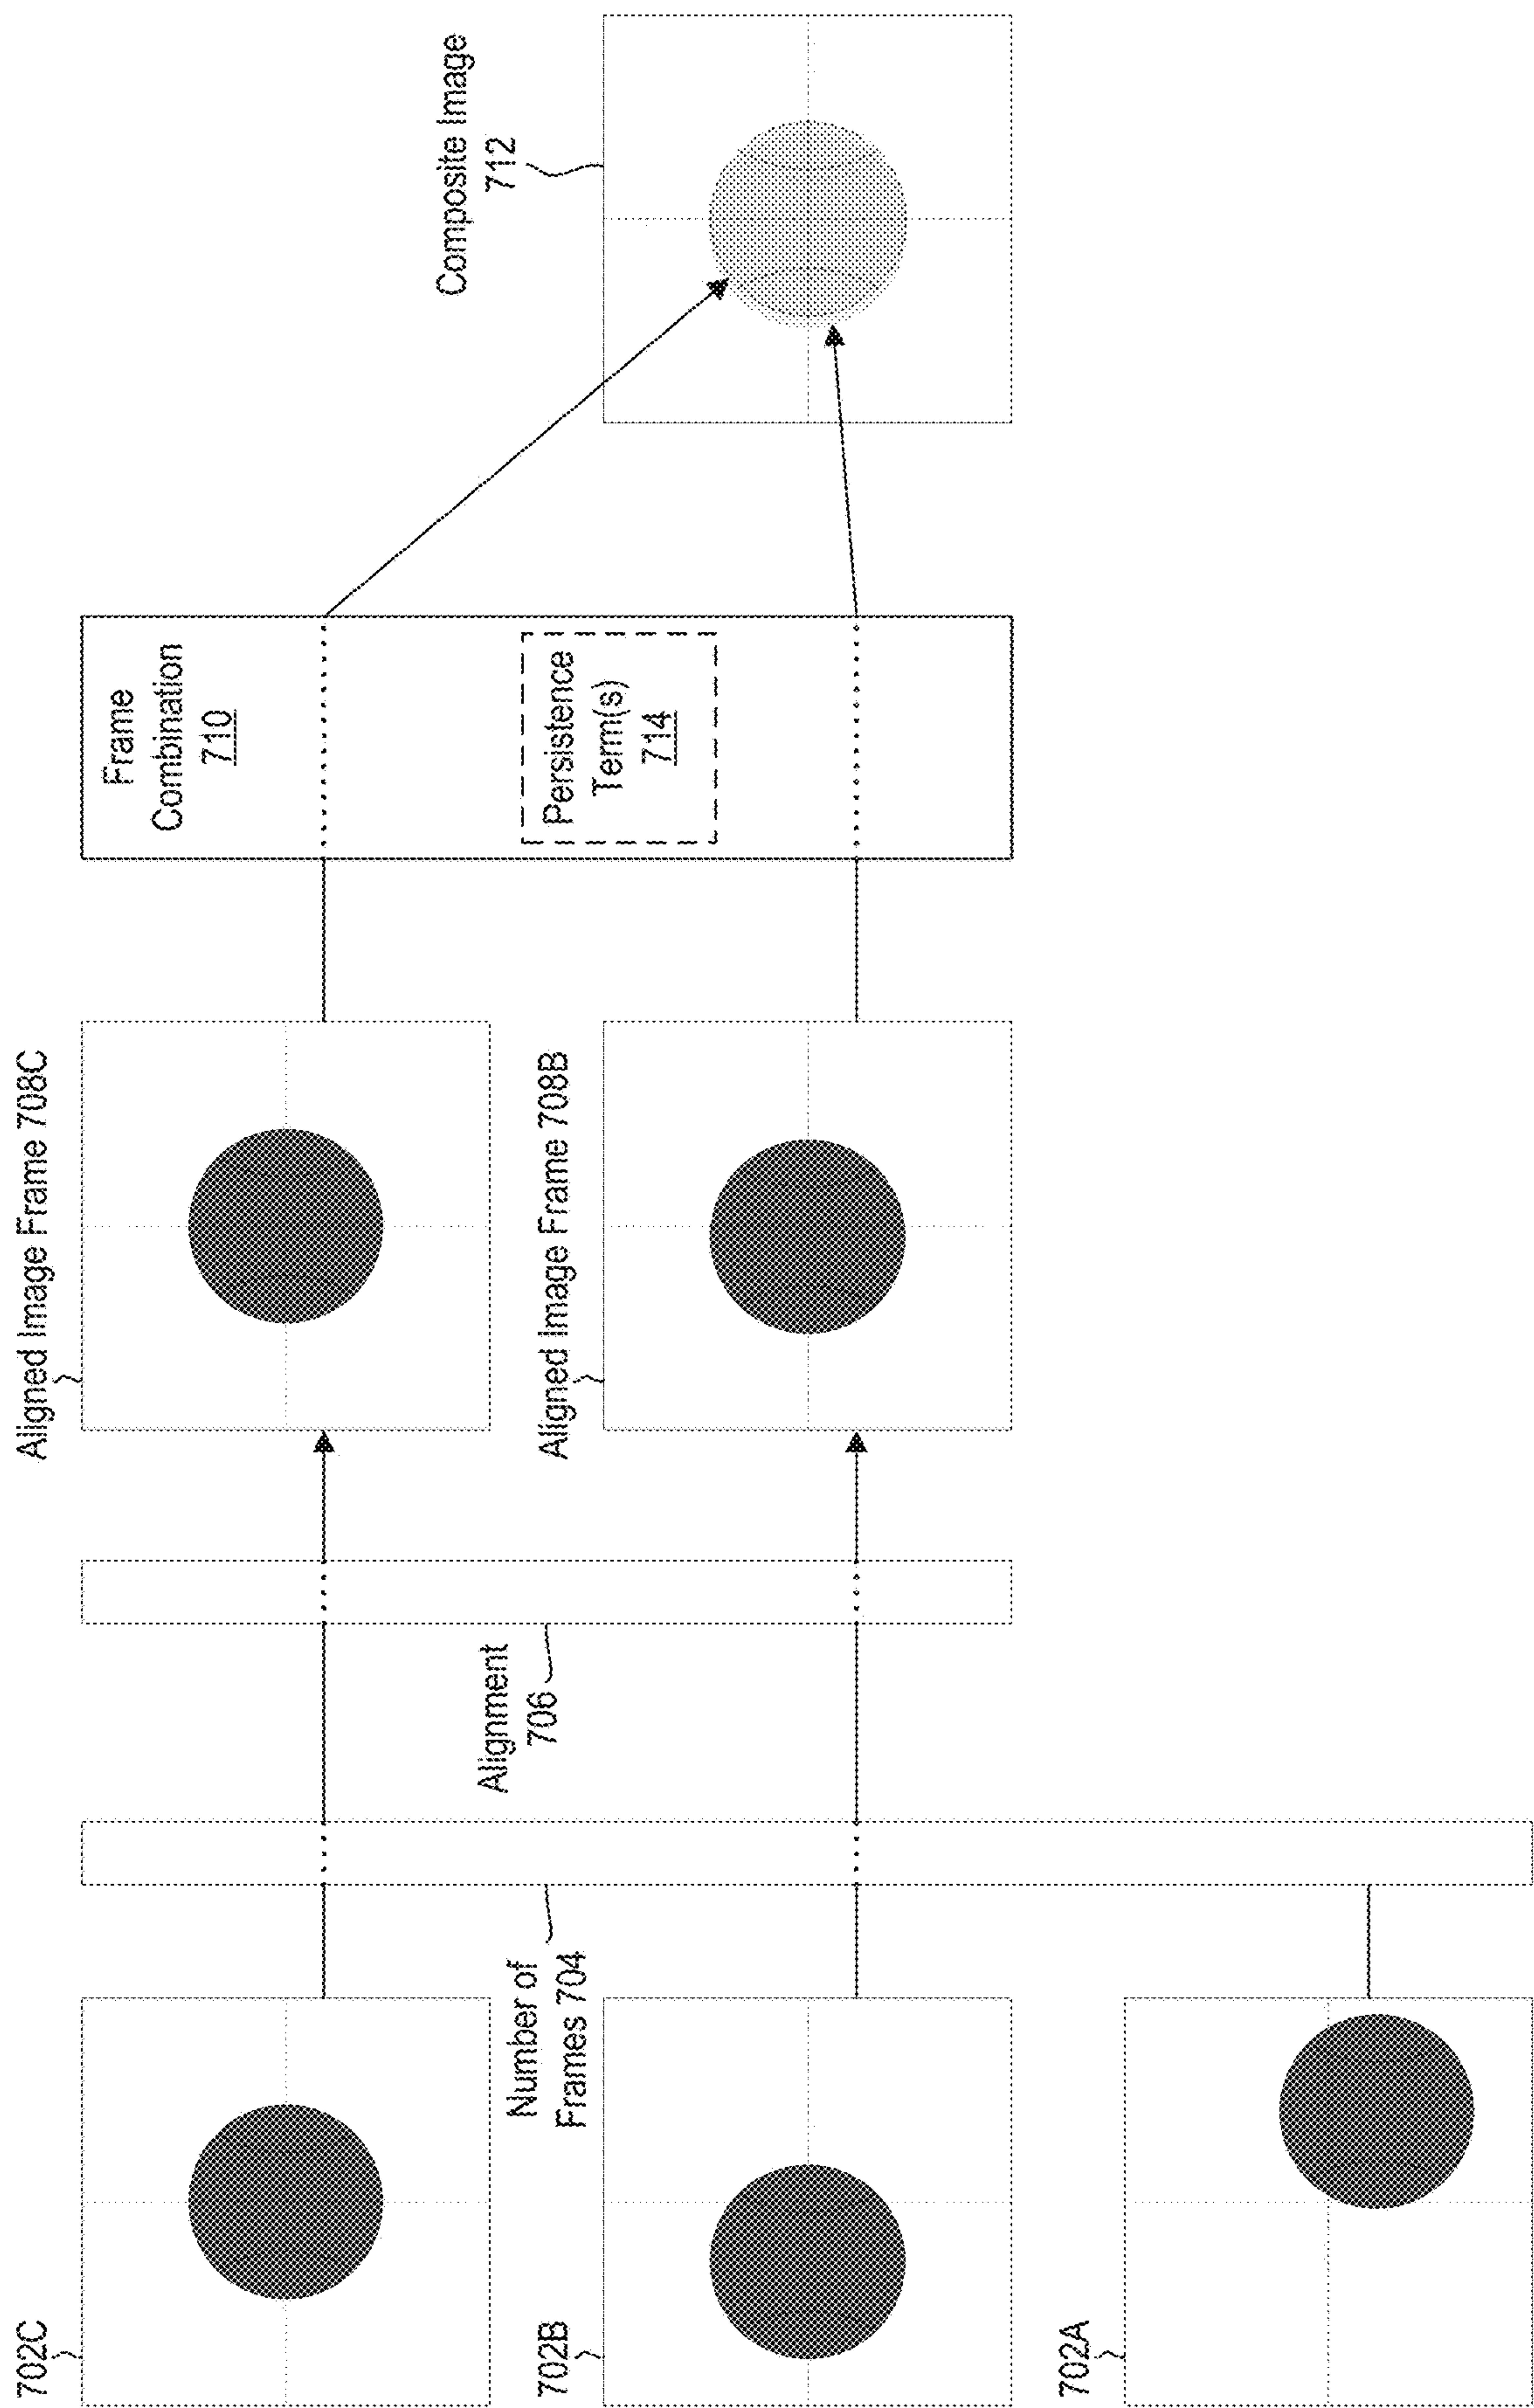 702C
702B
702A
Number of
Frames 704
Alignment
706
Aligned Image Frame 708C
Aligned Image Frame 708B
Frame
Combination
710
Persistence
Term(s)
714
Composite Image
712